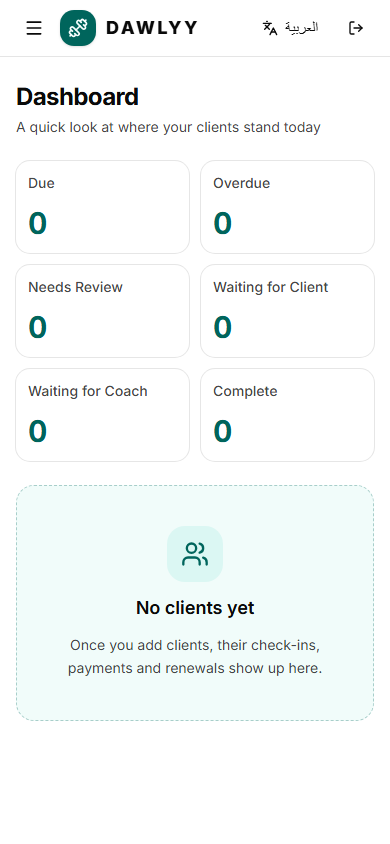 DAWLYY
العربية
Dashboard
A quick look at where your clients stand today
Due
Overdue
0
0
Needs Review
Waiting for Client
0
0
Waiting for Coach
Complete
0
0
No clients yet
Once you add clients, their check-ins,
payments and renewals show up here.